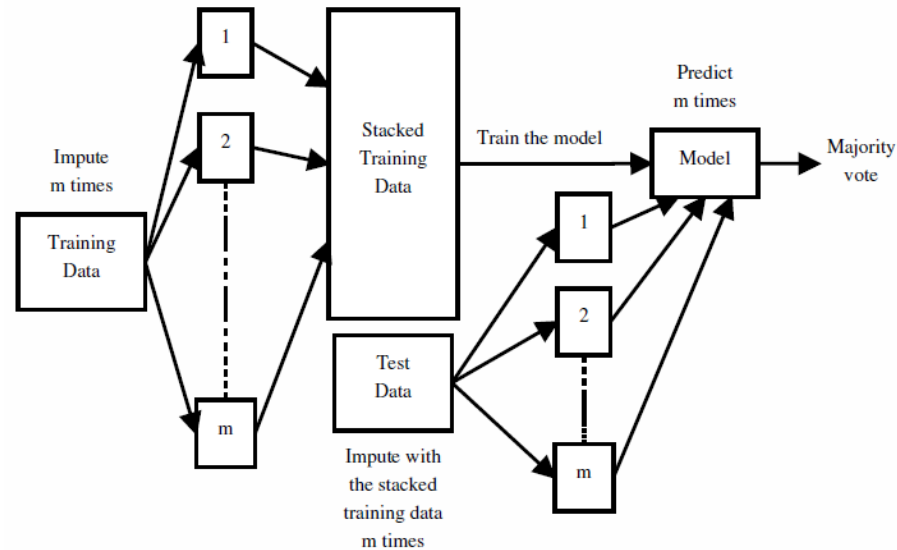 Impute
m times
Training
Data
1
2
m
Stacked
Training
Data
Train the model
Predict
m times
Model
Majority
vote
Test
Data
Impute with
the stacked
training data
m times
1
2
m